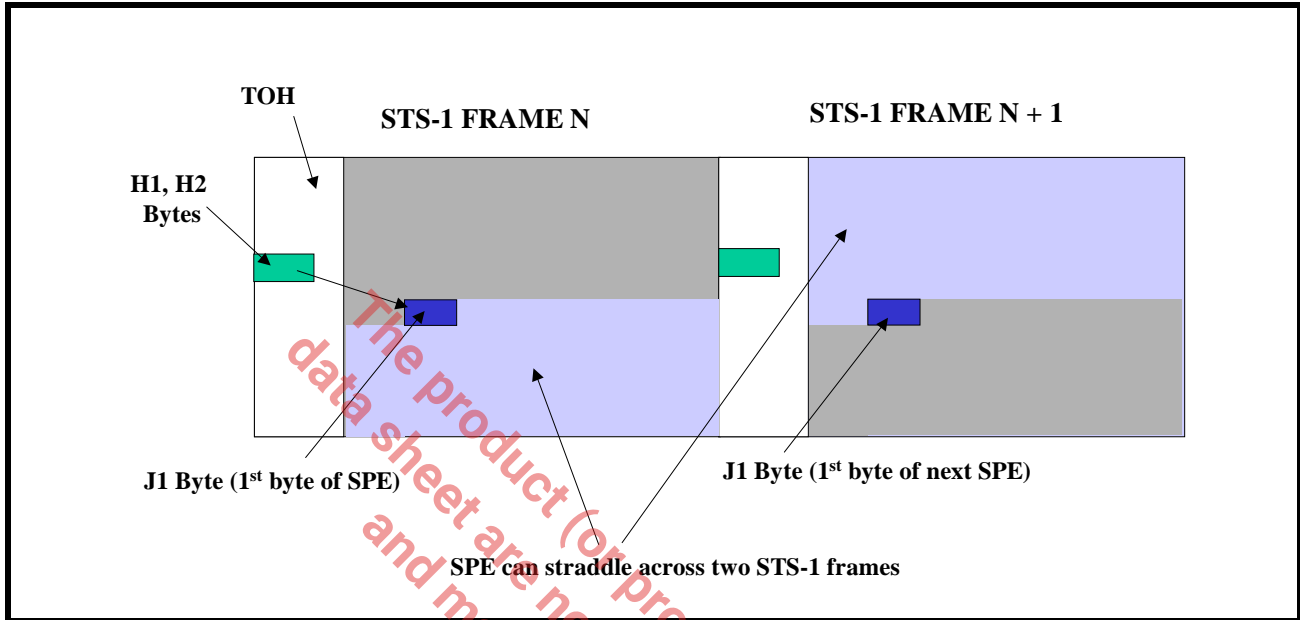 TOH
STS-1 FRAME N
STS-1 FRAME N + 1
H1, H2
Bytes
J1 Byte (1st byte of SPE)
J1 Byte (1st byte of next SPE)
SPE can straddle across two STS-1 frames
The product (or pro
data sheet are no
and m